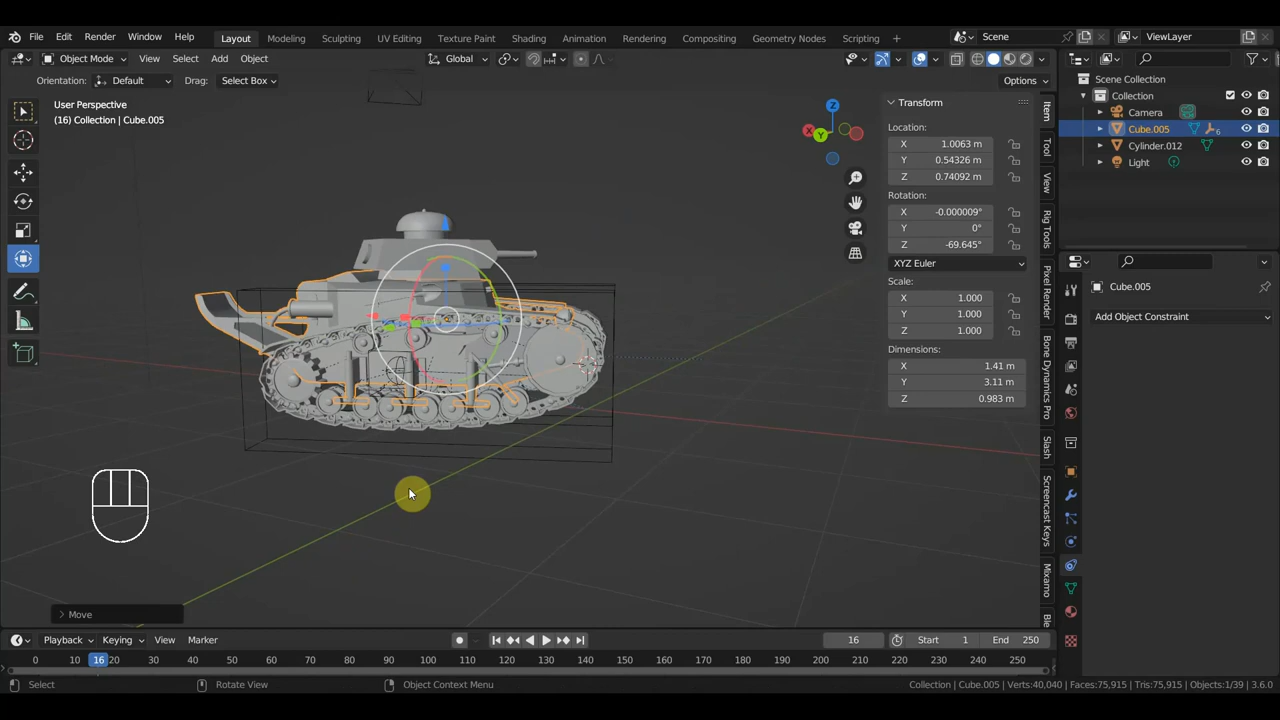 File Edit Render Window Help Layout Modeling Sculpting UV Editing Texture Paint Shading Animation Rendering Compositing Geometry Nodes Scripting + Scene ViewLayer
Object Mode View Select Add Object Global Options
Orientation: Default Drag: Select Box
User Perspective
(16) Collection | Cube.005
Z
X
Y
Transform
Location:
X 1.0063 m
Y 0.54326 m
Z 0.74092 m
Rotation:
X -0.000009°
Y 0°
Z -69.645°
XYZ Euler
Scale:
X 1.000
Y 1.000
Z 1.000
Dimensions:
X 1.41 m
Y 3.11 m
Z 0.983 m
Item
Tool
View
Rig Tools
Pixel Render
Bone Dynamics Pro
Slash
Screencast Keys
Mixamo
Ble
Scene Collection
Collection
Camera
Cube.005 6
Cylinder.012
Light
Cube.005
Add Object Constraint
Move
Playback Keying View Marker 16 Start 1 End 250
0 10 16 20 30 40 50 60 70 80 90 100 110 120 130 140 150 160 170 180 190 200 210 220 230 240 250
Select Rotate View Object Context Menu Collection | Cube.005 | Verts:40,040 | Faces:75,915 | Tris:75,915 | Objects:1/39 | 3.6.0